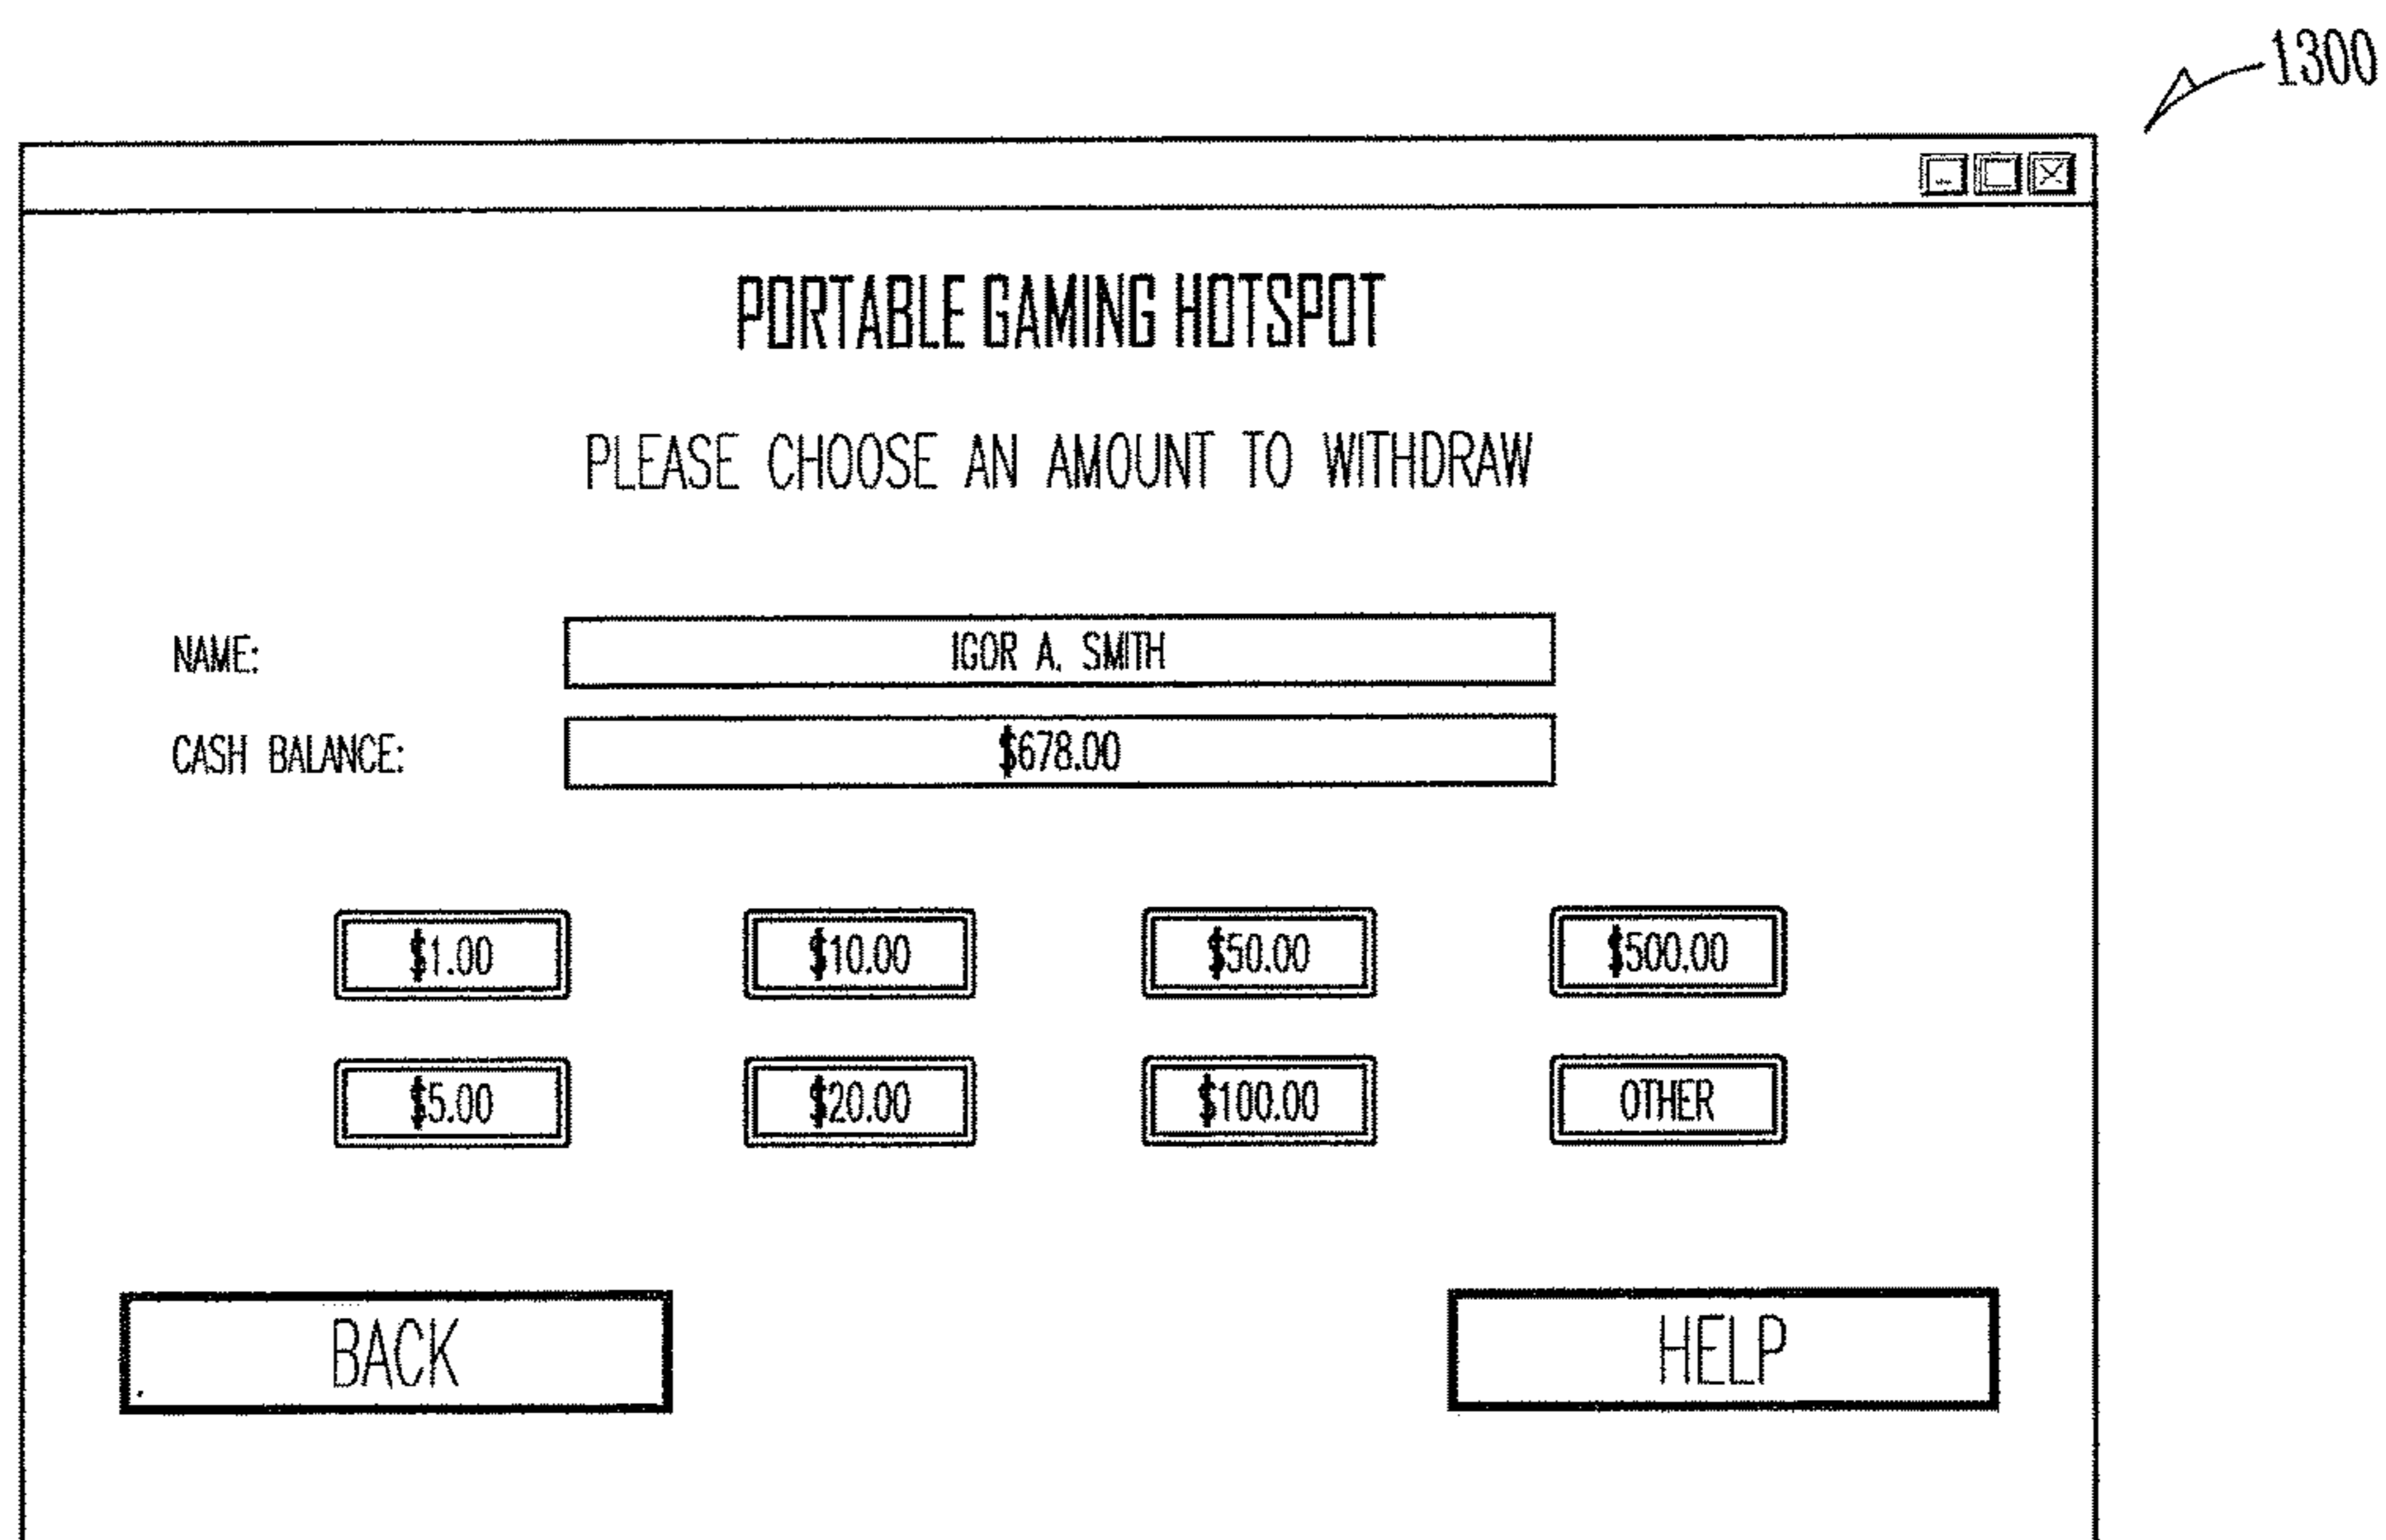 1300
PORTABLE GAMING HOTSPOT
PLEASE CHOOSE AN AMOUNT TO WITHDRAW
NAME: IGOR A. SMITH
CASH BALANCE: $678.00
$1.00 $10.00 $50.00 $500.00
$5.00 $20.00 $100.00 OTHER
BACK HELP